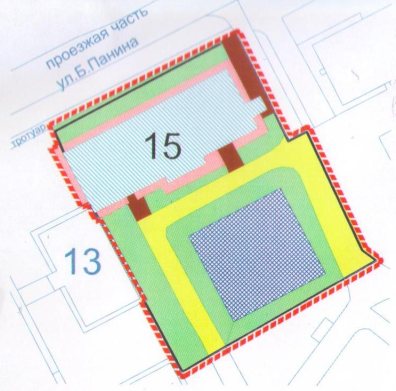 проезжая часть
ул.Б.Панина
тротуар
15
13